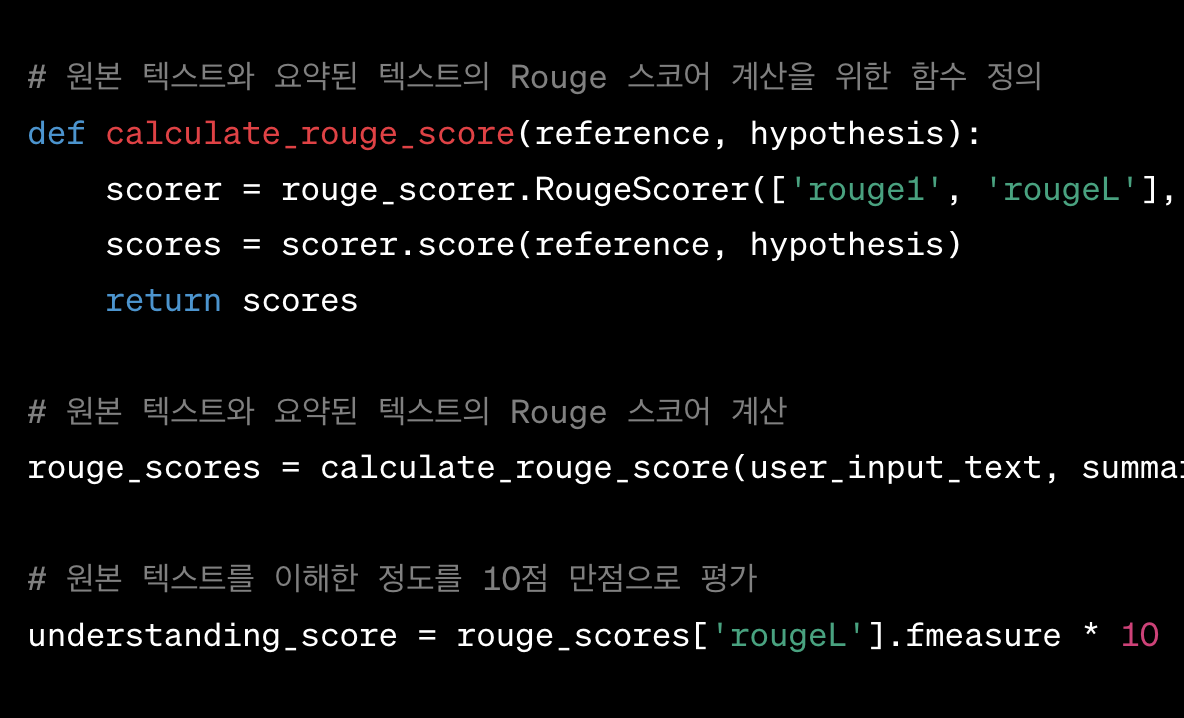 # 원본 텍스트와 요약된 텍스트의 Rouge 스코어 계산을 위한 함수 정의
def calculate_rouge_score(reference, hypothesis):
    scorer = rouge_scorer.RougeScorer(['rouge1', 'rougeL'],
    scores = scorer.score(reference, hypothesis)
    return scores
# 원본 텍스트와 요약된 텍스트의 Rouge 스코어 계산
rouge_scores = calculate_rouge_score(user_input_text,
# 원본 텍스트를 이해한 정도를 10점 만점으로 평가
understanding_score = rouge_scores['rougeL'].fmeasure * 10